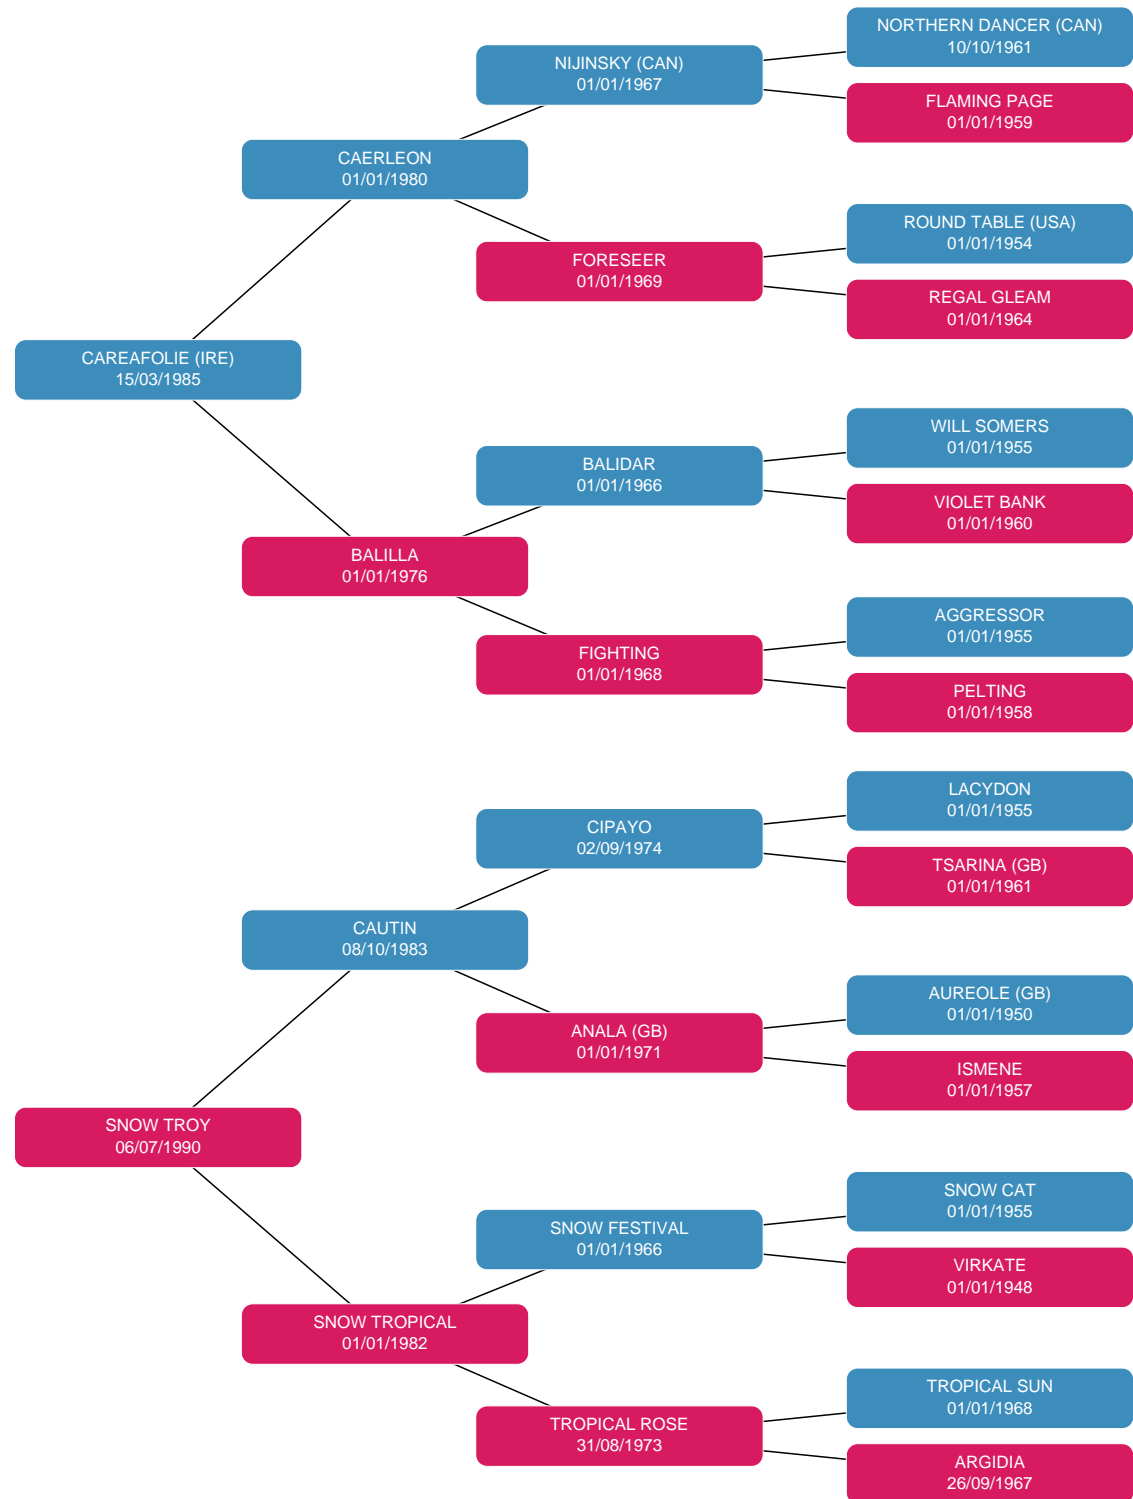 NORTHERN DANCER (CAN)
10/10/1961
NIJINSKY (CAN)
01/01/1967
FLAMING PAGE
01/01/1959
CAERLEON
01/01/1980
ROUND TABLE (USA)
01/01/1954
FORESEER
01/01/1969
REGAL GLEAM
01/01/1964
CAREAFOLIE (IRE)
15/03/1985
WILL SOMERS
01/01/1955
BALIDAR
01/01/1966
VIOLET BANK
01/01/1960
BALILLA
01/01/1976
AGGRESSOR
01/01/1955
FIGHTING
01/01/1968
PELTING
01/01/1958
LACYDON
01/01/1955
CIPAYO
02/09/1974
TSARINA (GB)
01/01/1961
CAUTIN
08/10/1983
AUREOLE (GB)
01/01/1950
ANALA (GB)
01/01/1971
ISMENE
01/01/1957
SNOW TROY
06/07/1990
SNOW CAT
01/01/1955
SNOW FESTIVAL
01/01/1966
VIRKATE
01/01/1948
SNOW TROPICAL
01/01/1982
TROPICAL SUN
01/01/1968
TROPICAL ROSE
31/08/1973
ARGIDIA
26/09/1967